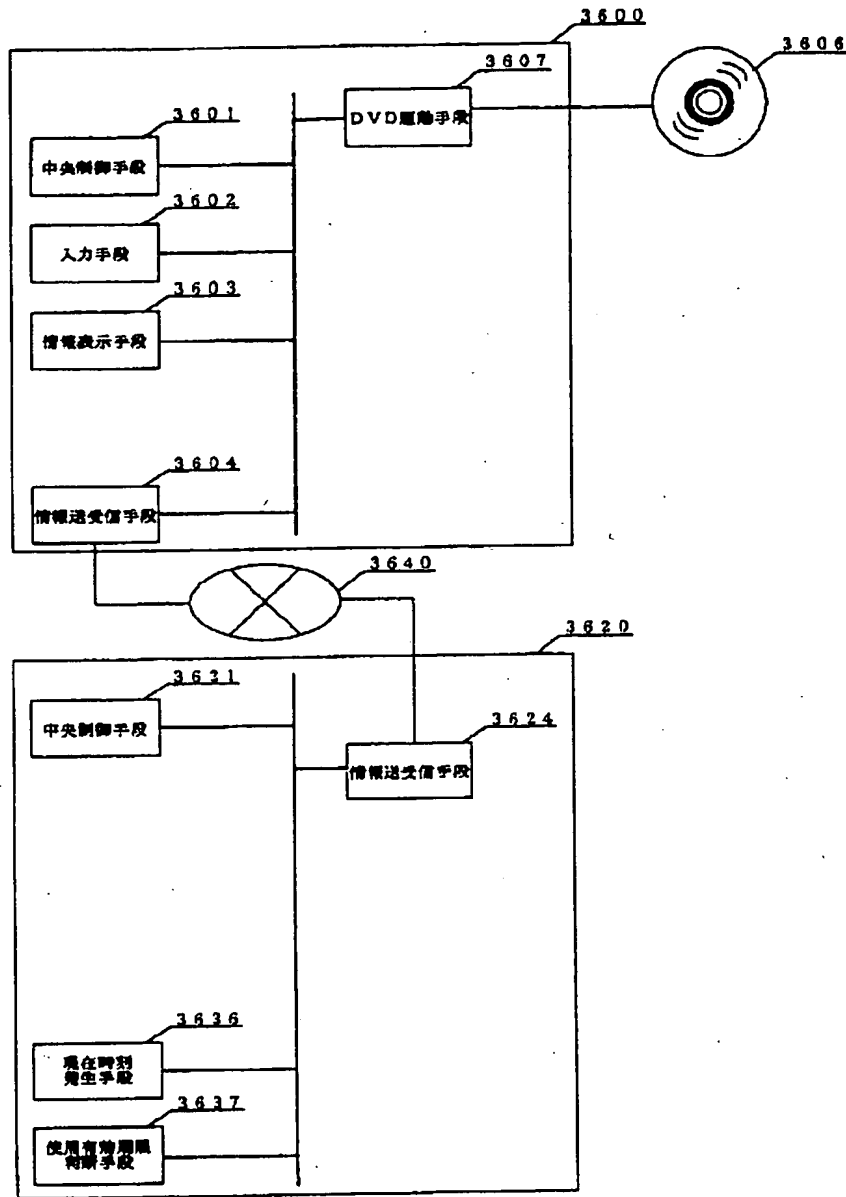 3600
3606
3607
DVD駆動手段
3601
中央制御手段
3602
入力手段
3603
情報表示手段
3604
情報送受信手段
3640
3620
3621
中央制御手段
3624
情報送受信手段
3636
現在時刻
発生手段
3637
使用有効期限
判断手段